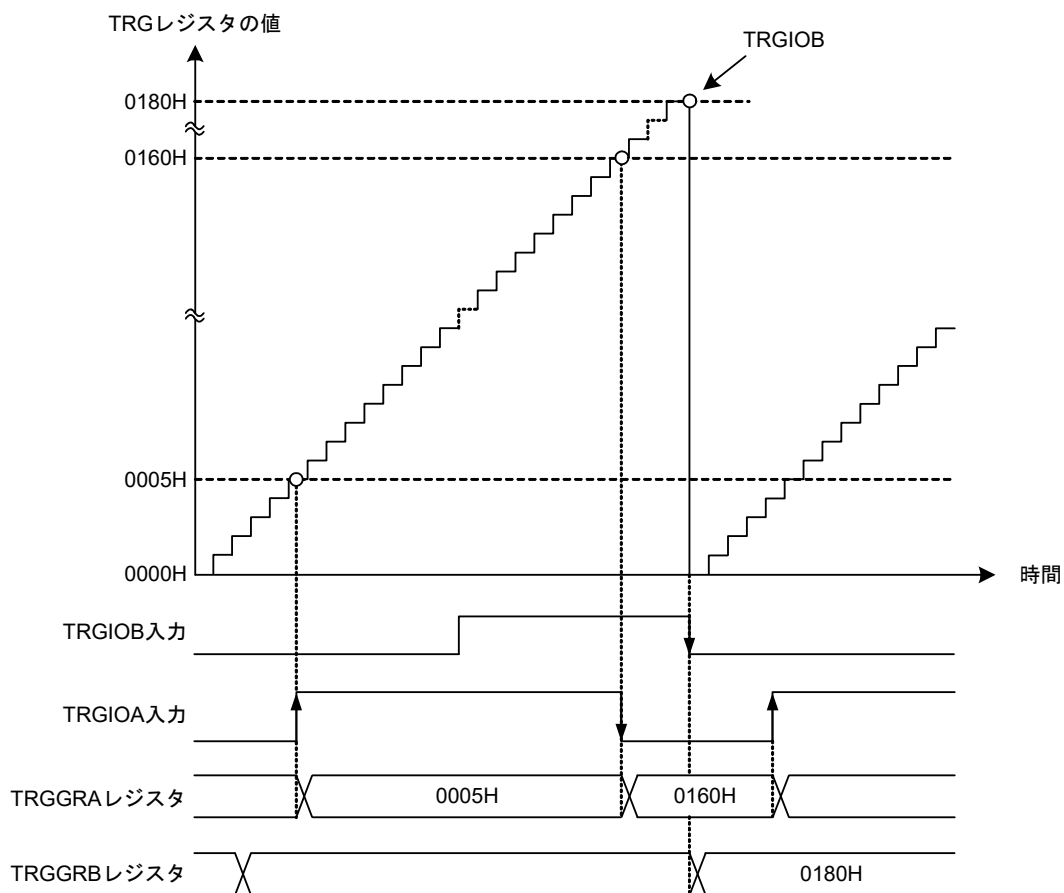 TRGレジスタの値
TRGIOB
0180H
0160H
0005H
0000H
時間
TRGIOB入力
TRGIOA入力
TRGGRAレジスタ
0005H
0160H
TRGGRBレジスタ
0180H